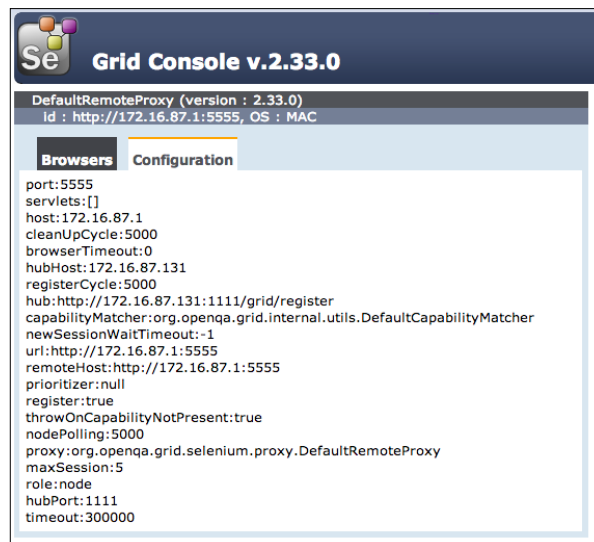 Se
Grid Console v.2.33.0
DefaultRemoteProxy (version : 2.33.0)
id : http://172.16.87.1:5555, OS : MAC
Browsers Configuration
port:5555
servlets:[]
host:172.16.87.1
cleanUpCycle:5000
browserTimeout:0
hubHost:172.16.87.131
registerCycle:5000
hub:http://172.16.87.131:1111/grid/register
capabilityMatcher:org.openqa.grid.internal.utils.DefaultCapabilityMatcher
newSessionWaitTimeout:-1
url:http://172.16.87.1:5555
remoteHost:http://172.16.87.1:5555
prioritizer:null
register:true
throwOnCapabilityNotPresent:true
nodePolling:5000
proxy:org.openqa.grid.selenium.proxy.DefaultRemoteProxy
maxSession:5
role:node
hubPort:1111
timeout:300000